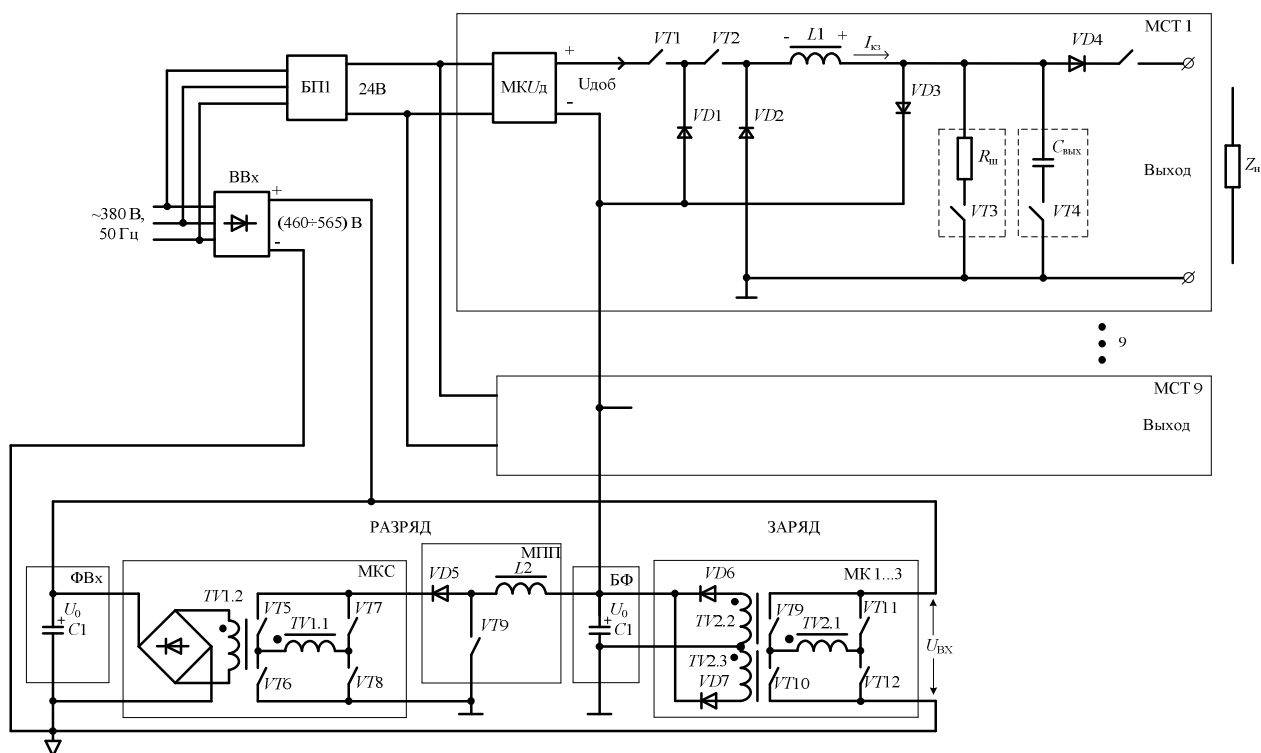 МСТ 1
VT1
VT2
- L1 +
Iкз
VD4
БП1
24В
МКUд
+
Uдоб
-
VD1
VD2
VD3
Rш
Cвых
VT3
VT4
Выход
Zн
ВВх
+
~380 В,
50 Гц
(460÷565) В
-
9
МСТ 9
Выход
РАЗРЯД
ЗАРЯД
ФВх
МКС
МПП
БФ
МК 1...3
U0
+
C1
TV1.2
VT5
VT7
TV1.1
VT6
VT8
VD5
L2
VT9
U0
+
C1
VD6
TV2.2
TV2.3
VD7
VT9
VT11
TV2.1
VT10
VT12
UВХ